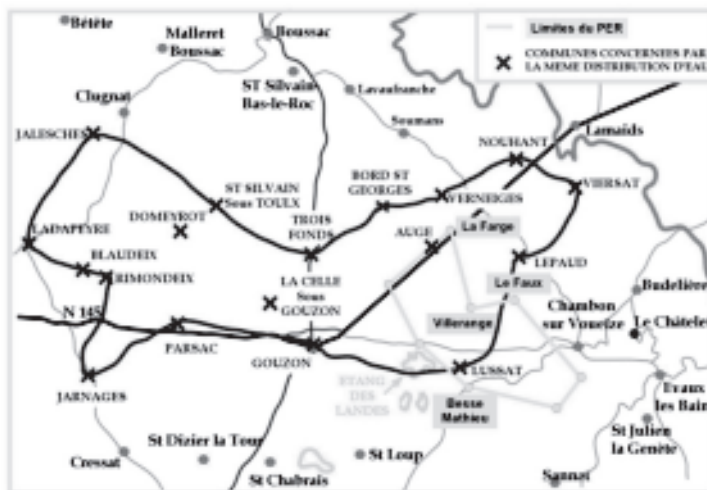 Bétête
Malleret
Boussac
Boussac
Limites du PER
COMMUNES CONCERNEES PAR
LA MEME DISTRIBUTION D'EAU
ST Silvain
Bas-le-Roc
Lavaufranche
Clugnat
Soumans
Lamaids
JALESCHES
NOUHANT
BORD ST
GEORGES
VIERSAT
ST SILVAIN
Sous TOULX
VERNEIGES
DOMEYROT
TROIS
FONDS
La Farge
LADAPEYRE
AUGE
LEPAUD
BLAUDEIX
RIMONDEIX
LA CELLE
Sous
GOUZON
Le Faux
Budelière
N 145
Villerange
Chambon
sur Voueize
Le Châtelet
PARSAC
GOUZON
LUSSAT
JARNAGES
ETANG
DES
LANDES
Besse
Mathieu
Evaux
les Bains
St Dizier la Tour
St Julien
la Genète
Cressat
St Loup
St Chabrais
Sannat